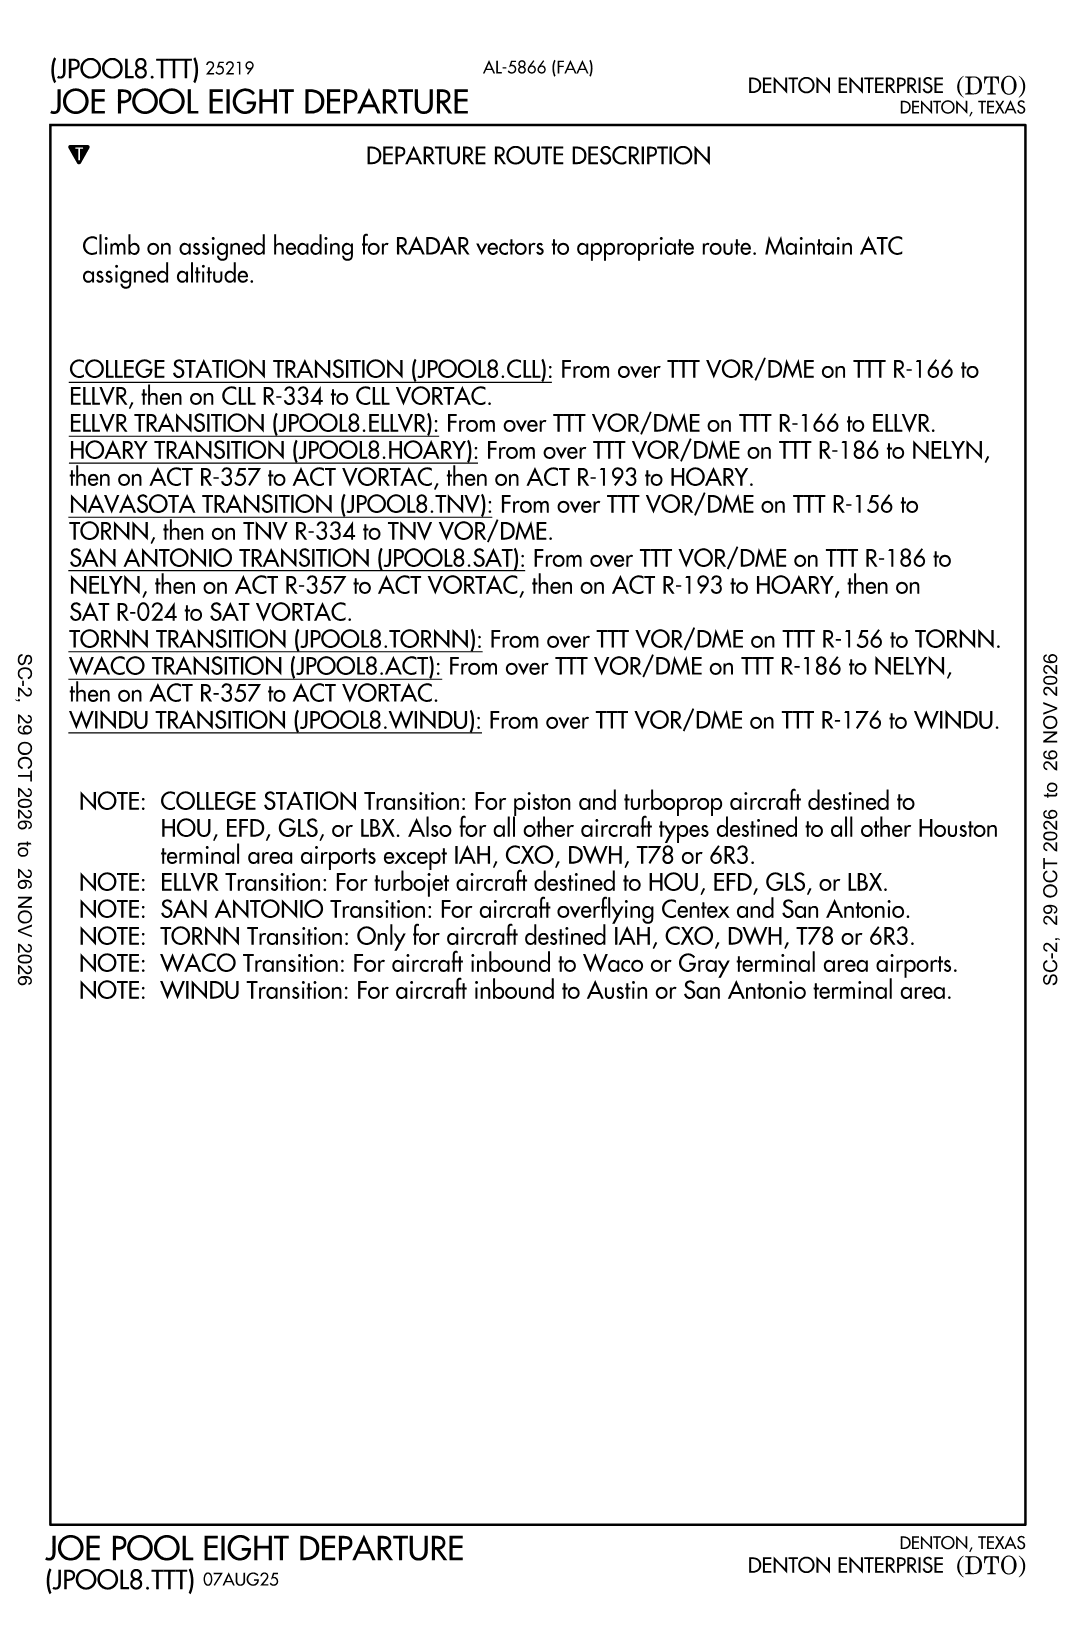 (JPOOL8.TTT) 25219
AL-5866 (FAA)
DENTON ENTERPRISE (DTO)
JOE POOL EIGHT DEPARTURE
DENTON, TEXAS
T
DEPARTURE ROUTE DESCRIPTION
Climb on assigned heading for RADAR vectors to appropriate route. Maintain ATC
assigned altitude.
COLLEGE STATION TRANSITION (JPOOL8.CLL): From over TTT VOR/DME on TTT R-166 to
ELLVR, then on CLL R-334 to CLL VORTAC.
ELLVR TRANSITION (JPOOL8.ELLVR): From over TTT VOR/DME on TTT R-166 to ELLVR.
HOARY TRANSITION (JPOOL8.HOARY): From over TTT VOR/DME on TTT R-186 to NELYN,
then on ACT R-357 to ACT VORTAC, then on ACT R-193 to HOARY.
NAVASOTA TRANSITION (JPOOL8.TNV): From over TTT VOR/DME on TTT R-156 to
TORNN, then on TNV R-334 to TNV VOR/DME.
SAN ANTONIO TRANSITION (JPOOL8.SAT): From over TTT VOR/DME on TTT R-186 to
NELYN, then on ACT R-357 to ACT VORTAC, then on ACT R-193 to HOARY, then on
SAT R-024 to SAT VORTAC.
TORNN TRANSITION (JPOOL8.TORNN): From over TTT VOR/DME on TTT R-156 to TORNN.
WACO TRANSITION (JPOOL8.ACT): From over TTT VOR/DME on TTT R-186 to NELYN,
then on ACT R-357 to ACT VORTAC.
WINDU TRANSITION (JPOOL8.WINDU): From over TTT VOR/DME on TTT R-176 to WINDU.
NOTE: COLLEGE STATION Transition: For piston and turboprop aircraft destined to
HOU, EFD, GLS, or LBX. Also for all other aircraft types destined to all other Houston
terminal area airports except IAH, CXO, DWH, T78 or 6R3.
NOTE: ELLVR Transition: For turbojet aircraft destined to HOU, EFD, GLS, or LBX.
NOTE: SAN ANTONIO Transition: For aircraft overflying Centex and San Antonio.
NOTE: TORNN Transition: Only for aircraft destined IAH, CXO, DWH, T78 or 6R3.
NOTE: WACO Transition: For aircraft inbound to Waco or Gray terminal area airports.
NOTE: WINDU Transition: For aircraft inbound to Austin or San Antonio terminal area.
SC-2, 29 OCT 2026 to 26 NOV 2026
SC-2, 29 OCT 2026 to 26 NOV 2026
JOE POOL EIGHT DEPARTURE
DENTON, TEXAS
DENTON ENTERPRISE (DTO)
(JPOOL8.TTT) 07AUG25